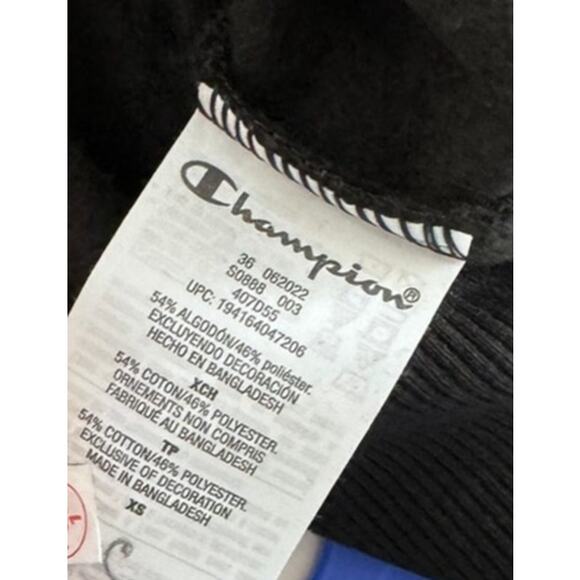 Champion®
36 062022
S0888 003
407D55
UPC: 194164047206
54% ALGODÓN/46% poliéster.
EXCLUYENDO DECORACIÓN
HECHO EN BANGLADESH
XCH
54% COTON/46% POLYESTER.
ORNEMENTS NON COMPRIS
FABRIQUÉ AU BANGLADESH
TP
54% COTTON/46% POLYESTER.
EXCLUSIVE OF DECORATION
MADE IN BANGLADESH
XS